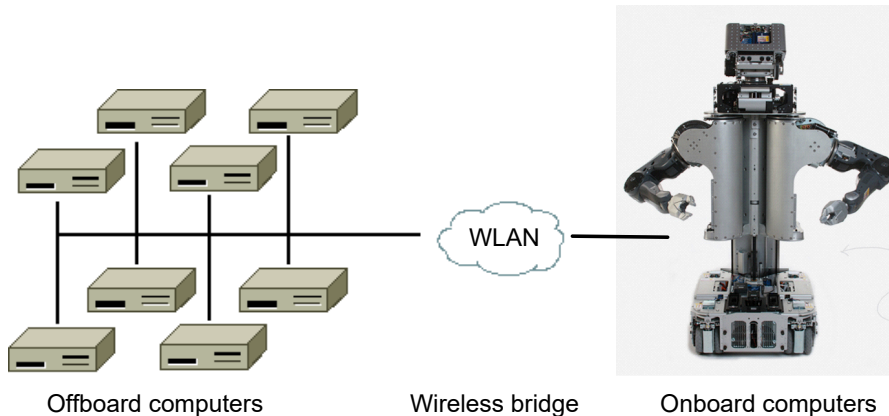 WLAN
Offboard computers
Wireless bridge
Onboard computers